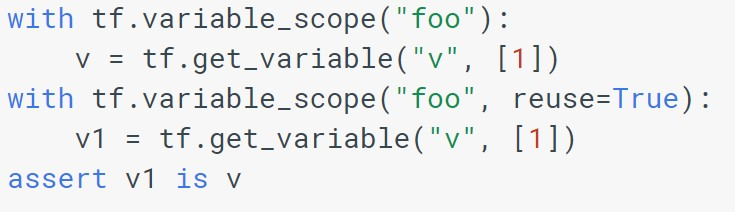 with tf.variable_scope("foo"):
    v = tf.get_variable("v", [1])
with tf.variable_scope("foo", reuse=True):
    v1 = tf.get_variable("v", [1])
assert v1 is v